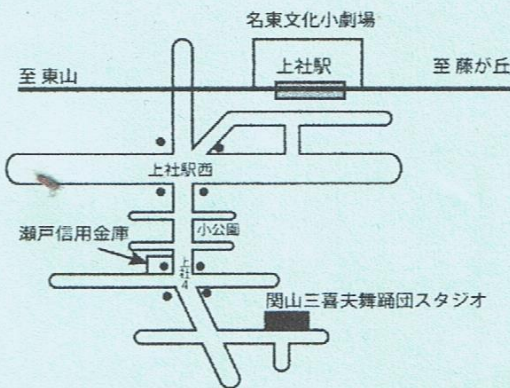 名東文化小劇場
上社駅
至 東山
至 藤が丘
上社駅西
小公園
瀬戸信用金庫
上社4
関山三喜夫舞踊団スタジオ